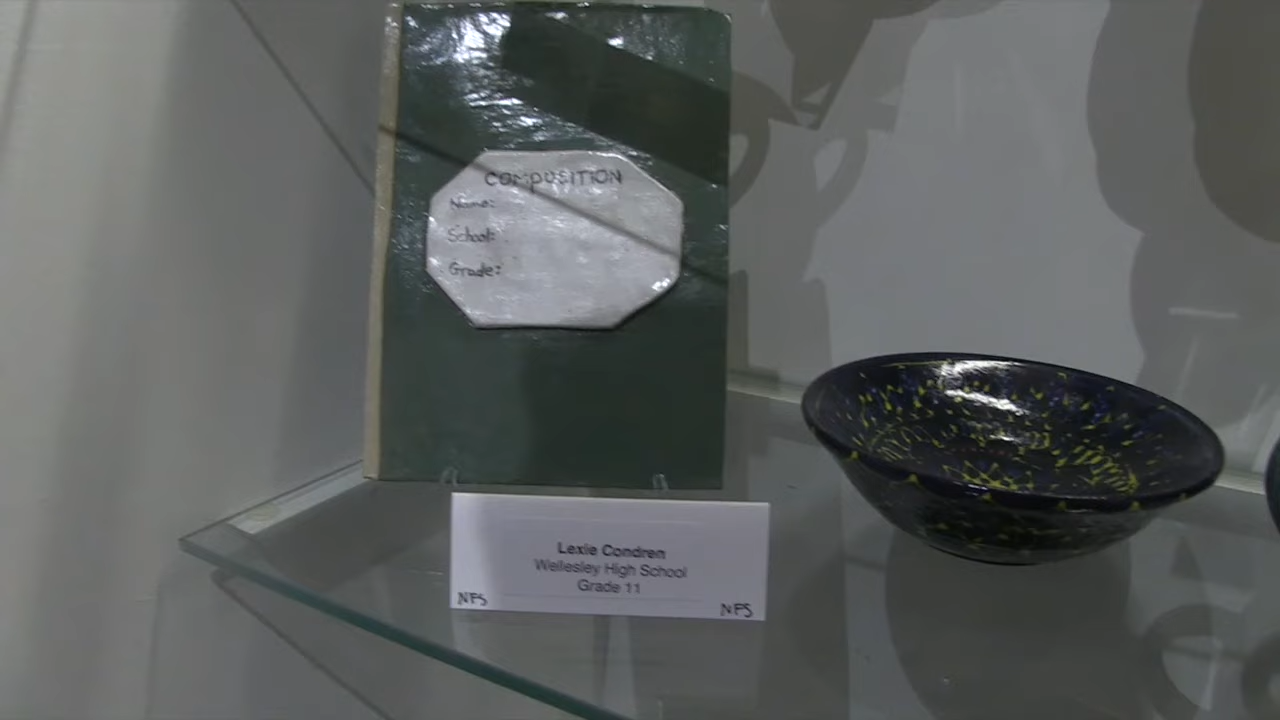 COMPOSITION
Name:
School:
Grade:
Lexie Condren
Wellesley High School
Grade 11
NFS NFS